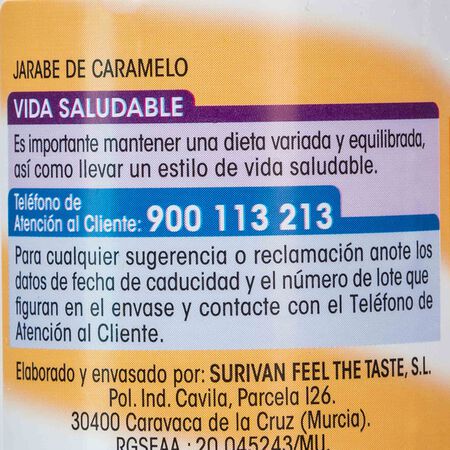 JARABE DE CARAMELO
VIDA SALUDABLE
Es importante mantener una dieta variada y equilibrada,
así como llevar un estilo de vida saludable.
Teléfono de
Atención al Cliente: 900 113 213
Para cualquier sugerencia o reclamación anote los
datos de fecha de caducidad y el número de lote que
figuran en el envase y contacte con el Teléfono de
Atención al Cliente.
Elaborado y envasado por: SURIVAN FEEL THE TASTE, S.L.
Pol. Ind. Cavila, Parcela 126.
30400 Caravaca de la Cruz (Murcia).
RGSEAA.: 20.045243/MU.